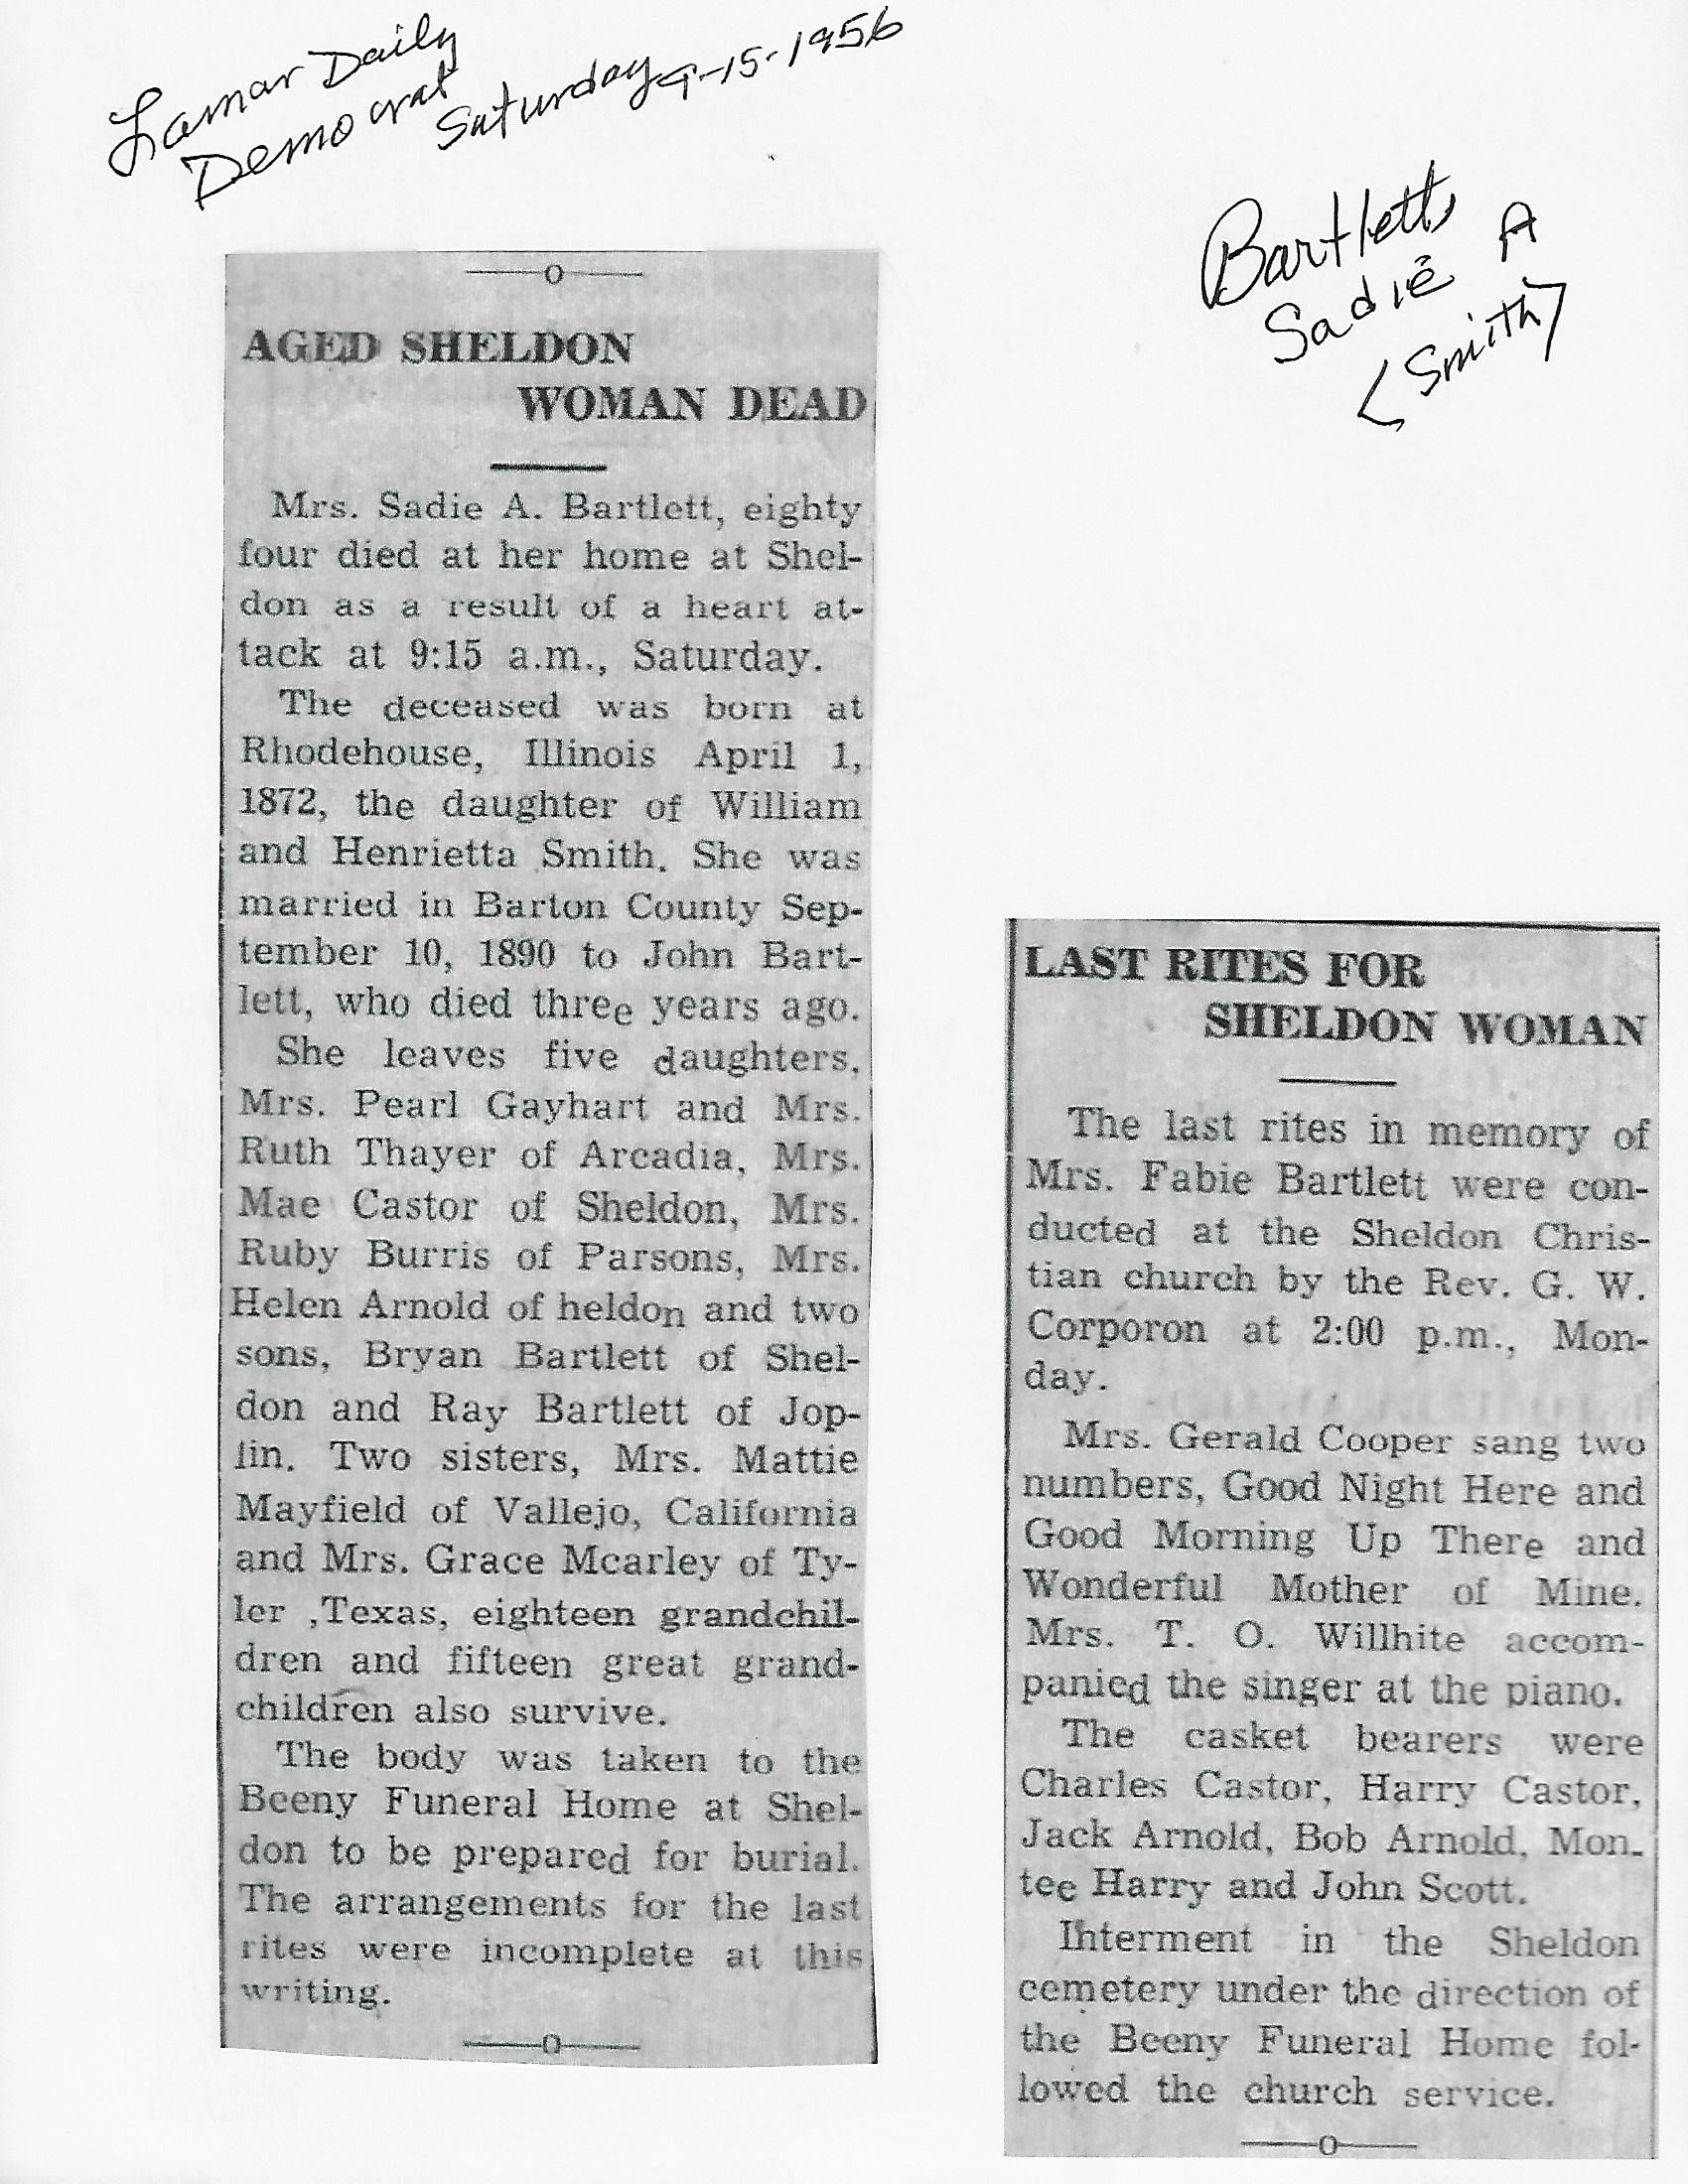 Lamar Daily
Democrat
Saturday 9-15-1956
Bartlett,
Sadie A
<Smith>
AGED SHELDON
WOMAN DEAD
Mrs. Sadie A. Bartlett, eighty
four died at her home at Shel-
don as a result of a heart at-
tack at 9:15 a.m., Saturday.
The deceased was born at
Rhodehouse, Illinois April 1,
1872, the daughter of William
and Henrietta Smith. She was
married in Barton County Sep-
tember 10, 1890 to John Bart-
lett, who died three years ago.
She leaves five daughters,
Mrs. Pearl Gayhart and Mrs.
Ruth Thayer of Arcadia, Mrs.
Mae Castor of Sheldon, Mrs.
Ruby Burris of Parsons, Mrs.
Helen Arnold of heldon and two
sons, Bryan Bartlett of Shel-
don and Ray Bartlett of Jop-
lin. Two sisters, Mrs. Mattie
Mayfield of Vallejo, California
and Mrs. Grace Mcarley of Ty-
ler ,Texas, eighteen grandchil-
dren and fifteen great grand-
children also survive.
The body was taken to the
Beeny Funeral Home at Shel-
don to be prepared for burial.
The arrangements for the last
rites were incomplete at this
writing.
LAST RITES FOR
SHELDON WOMAN
The last rites in memory of
Mrs. Fabie Bartlett were con-
ducted at the Sheldon Chris-
tian church by the Rev. G. W.
Corporon at 2:00 p.m., Mon-
day.
Mrs. Gerald Cooper sang two
numbers, Good Night Here and
Good Morning Up There and
Wonderful Mother of Mine.
Mrs. T. O. Willhite accom-
panied the singer at the piano.
The casket bearers were
Charles Castor, Harry Castor,
Jack Arnold, Bob Arnold, Mon-
tee Harry and John Scott.
Interment in the Sheldon
cemetery under the direction of
the Beeny Funeral Home fol-
lowed the church service.